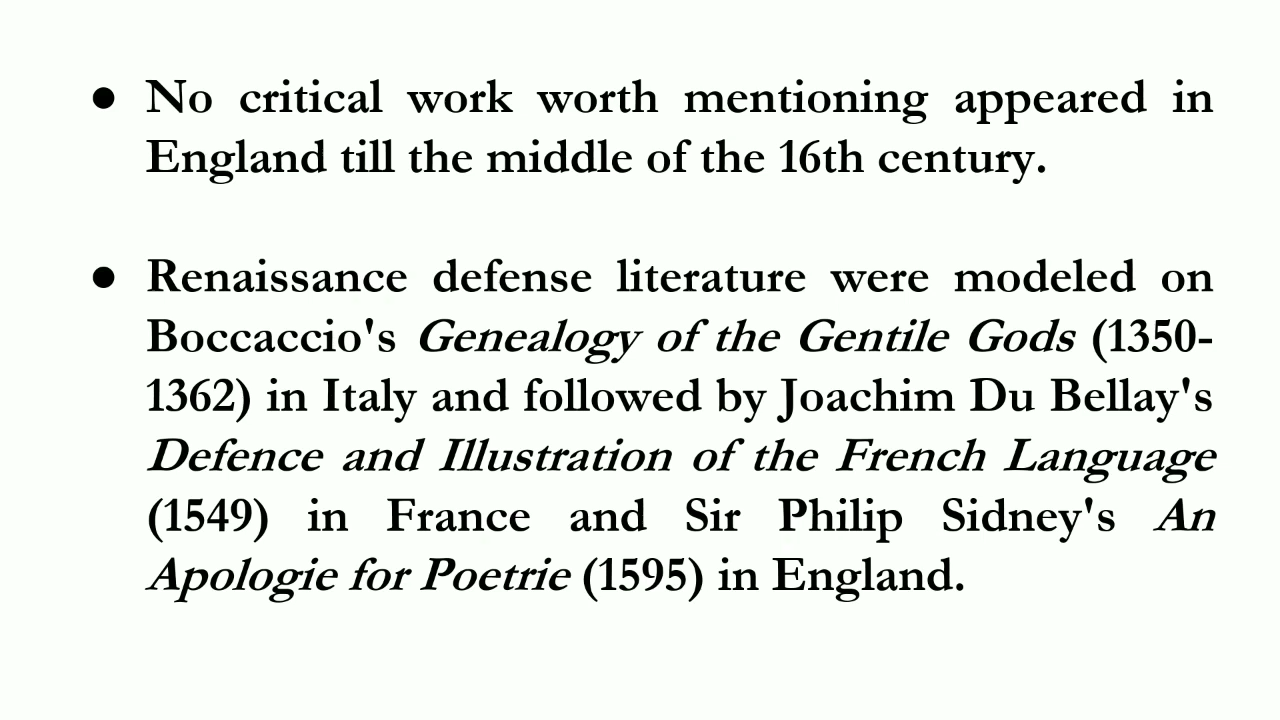 ● No critical work worth mentioning appeared in
England till the middle of the 16th century.
● Renaissance defense literature were modeled on
Boccaccio's Genealogy of the Gentile Gods (1350-
1362) in Italy and followed by Joachim Du Bellay's
Defence and Illustration of the French Language
(1549) in France and Sir Philip Sidney's An
Apologie for Poetrie (1595) in England.